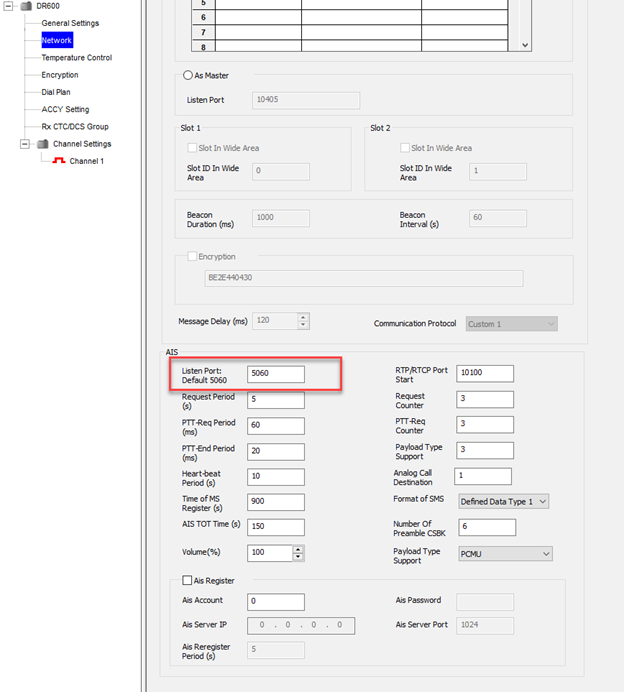 DR600
General Settings
Network
Temperature Control
Encryption
Dial Plan
ACCY Setting
Rx CTC/DCS Group
Channel Settings
Channel 1
5
6
7
8
As Master
Listen Port 10405
Slot 1 Slot 2
Slot In Wide Area Slot In Wide Area
Slot ID In Wide Area 0 Slot ID In Wide Area 1
Beacon Duration (ms) 1000 Beacon Interval (s) 60
Encryption
BE2E440430
Message Delay (ms) 120 Communication Protocol Custom 1
AIS
Listen Port: Default 5060 5060 RTP/RTCP Port Start 10100
Request Period (s) 5 Request Counter 3
PTT-Req Period (ms) 60 PTT-Req Counter 3
PTT-End Period (ms) 20 Payload Type Support 3
Heart-beat Period (s) 10 Analog Call Destination 1
Time of MS Register (s) 900 Format of SMS Defined Data Type 1
AIS TOT Time (s) 150 Number Of Preamble CSBK 6
Volume(%) 100 Payload Type Support PCMU
Ais Register
Ais Account 0 Ais Password
Ais Server IP 0 . 0 . 0 . 0 Ais Server Port 1024
Ais Reregister Period (s) 5